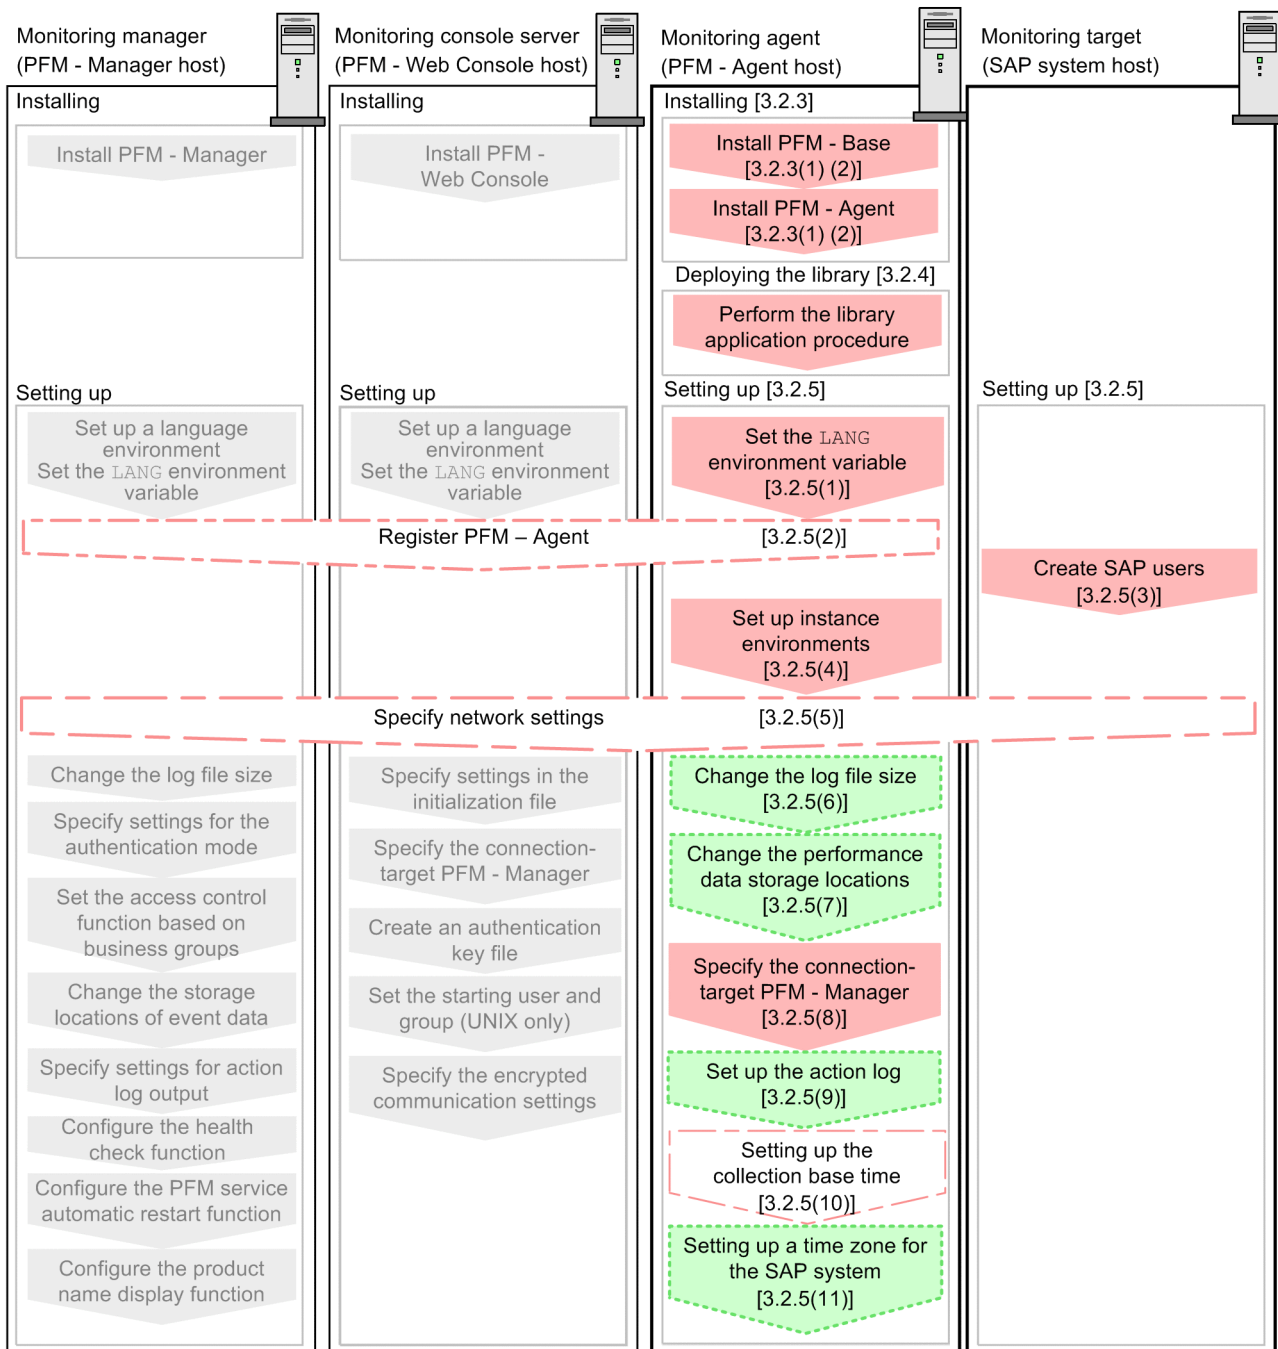 Monitoring manager
(PFM - Manager host)
Installing
Install PFM - Manager
Setting up
Set up a language
environment
Set the LANG environment
variable
Monitoring console server
(PFM - Web Console host)
Installing
Install PFM -
Web Console
Setting up
Set up a language
environment
Set the LANG environment
variable
Monitoring agent
(PFM - Agent host)
Installing [3.2.3]
Install PFM - Base
[3.2.3(1) (2)]
Install PFM - Agent
[3.2.3(1) (2)]
Deploying the library [3.2.4]
Perform the library
application procedure
Setting up [3.2.5]
Set the LANG
environment variable
[3.2.5(1)]
Monitoring target
(SAP system host)
Setting up [3.2.5]
Register PFM – Agent [3.2.5(2)]
Create SAP users
[3.2.5(3)]
Set up instance
environments
[3.2.5(4)]
Specify network settings [3.2.5(5)]
Change the log file size
Specify settings for the
authentication mode
Set the access control
function based on
business groups
Change the storage
locations of event data
Specify settings for action
log output
Configure the health
check function
Configure the PFM service
automatic restart function
Configure the product
name display function
Specify settings in the
initialization file
Specify the connection-
target PFM - Manager
Create an authentication
key file
Set the starting user and
group (UNIX only)
Specify the encrypted
communication settings
Change the log file size
[3.2.5(6)]
Change the performance
data storage locations
[3.2.5(7)]
Specify the connection-
target PFM - Manager
[3.2.5(8)]
Set up the action log
[3.2.5(9)]
Setting up the
collection base time
[3.2.5(10)]
Setting up a time zone for
the SAP system
[3.2.5(11)]